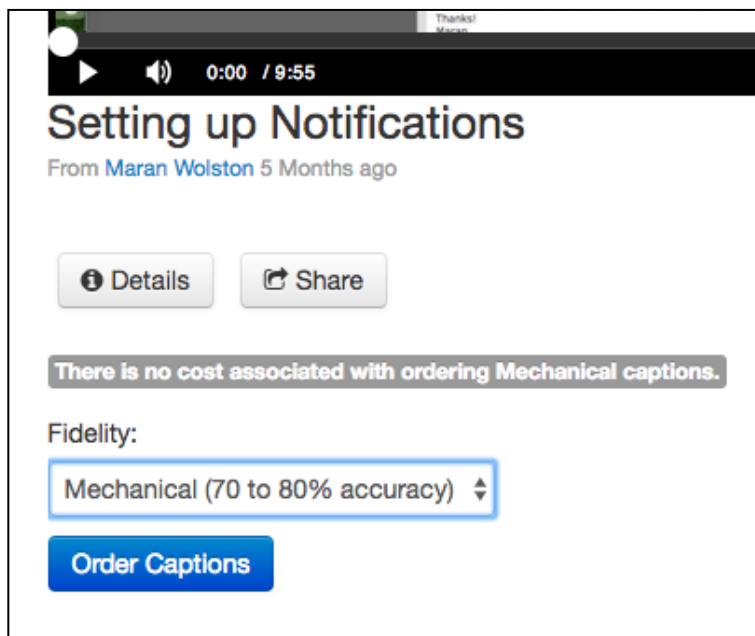 Thanks!
Maran
0:00 / 9:55
Setting up Notifications
From Maran Wolston 5 Months ago
Details Share
There is no cost associated with ordering Mechanical captions.
Fidelity:
Mechanical (70 to 80% accuracy)
Order Captions